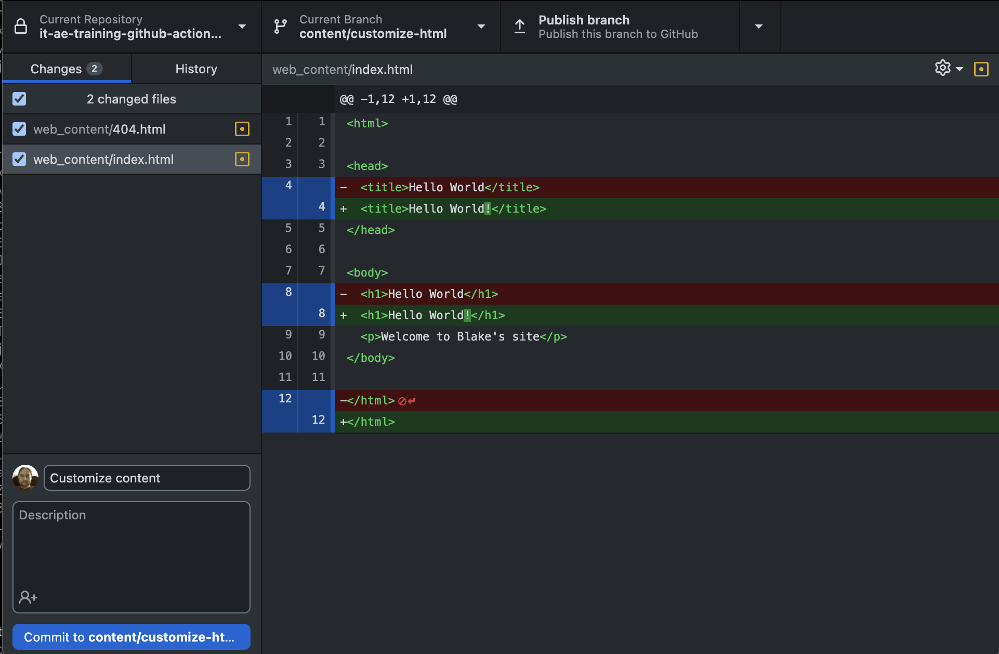 Current Repository
it-ae-training-github-action...
Current Branch
content/customize-html
Publish branch
Publish this branch to GitHub
Changes 2
History
2 changed files
web_content/404.html
web_content/index.html
web_content/index.html
@@ -1,12 +1,12 @@
1 1 <html>
2 2
3 3 <head>
4 - <title>Hello World</title>
4 + <title>Hello World!</title>
5 5 </head>
6 6
7 7 <body>
8 - <h1>Hello World</h1>
8 + <h1>Hello World!</h1>
9 9 <p>Welcome to Blake's site</p>
10 10 </body>
11 11
12 -</html>
12 +</html>
Customize content
Description
Commit to content/customize-ht...